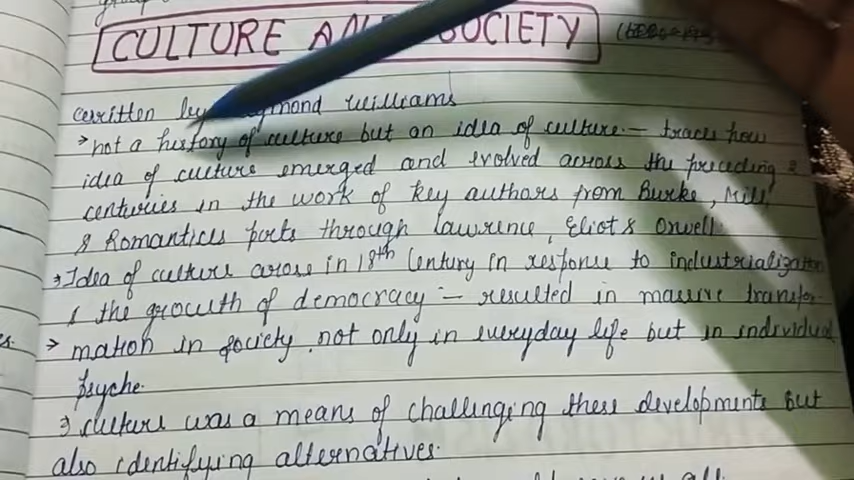 CULTURE AND SOCIETY
written by Raymond Williams
→ not a history of culture but an idea of culture. — traces how
idea of culture emerged and evolved across the preceding 2
centuries in the work of key authors from Burke, Mill,
& Romantics poets through Lawrence, Eliot & Orwell
→ Idea of culture arose in 18th Century in response to industrialization
& the growth of democracy — resulted in massive transfor-
→ mation in society, not only in everyday life but in individual
psyche.
→ culture was a means of challenging these developments but
also identifying alternatives.